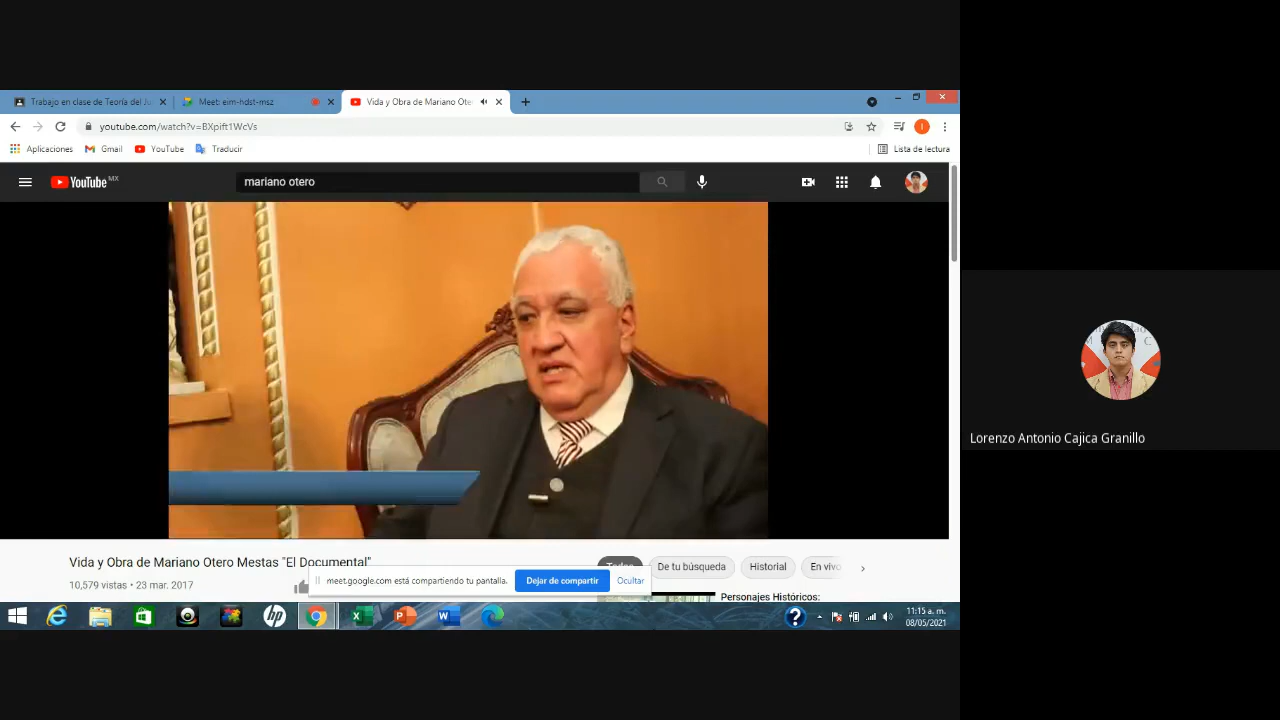 Trabajo en clase de Teoría del Ju
Meet: eim-hdst-msz
Vida y Obra de Mariano Oter
youtube.com/watch?v=BXpift1WcVs
Aplicaciones
Gmail
YouTube
Traducir
Lista de lectura
YouTube MX
mariano otero
Lorenzo Antonio Cajica Granillo
Vida y Obra de Mariano Otero Mestas "El Documental"
10,579 vistas • 23 mar. 2017
De tu búsqueda
Historial
En vivo
meet.google.com está compartiendo tu pantalla.
Dejar de compartir
Ocultar
Personajes Históricos:
11:15 a. m.
08/05/2021